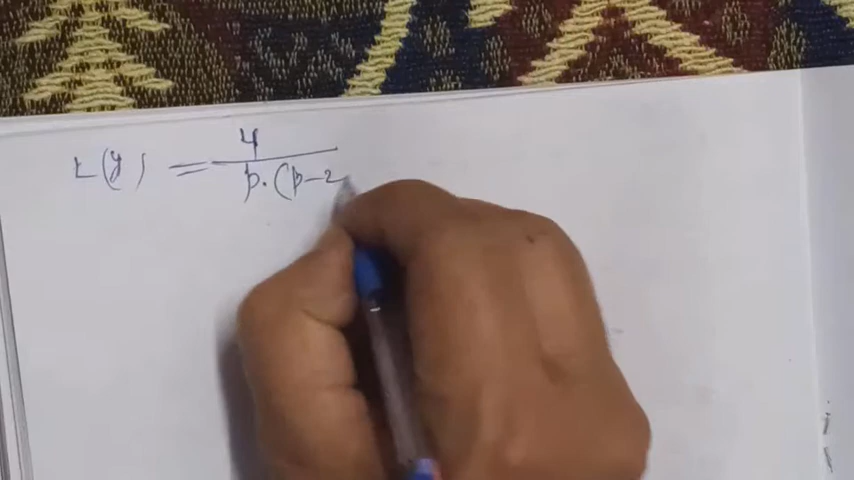 L(y) = 4 / p.(p-2